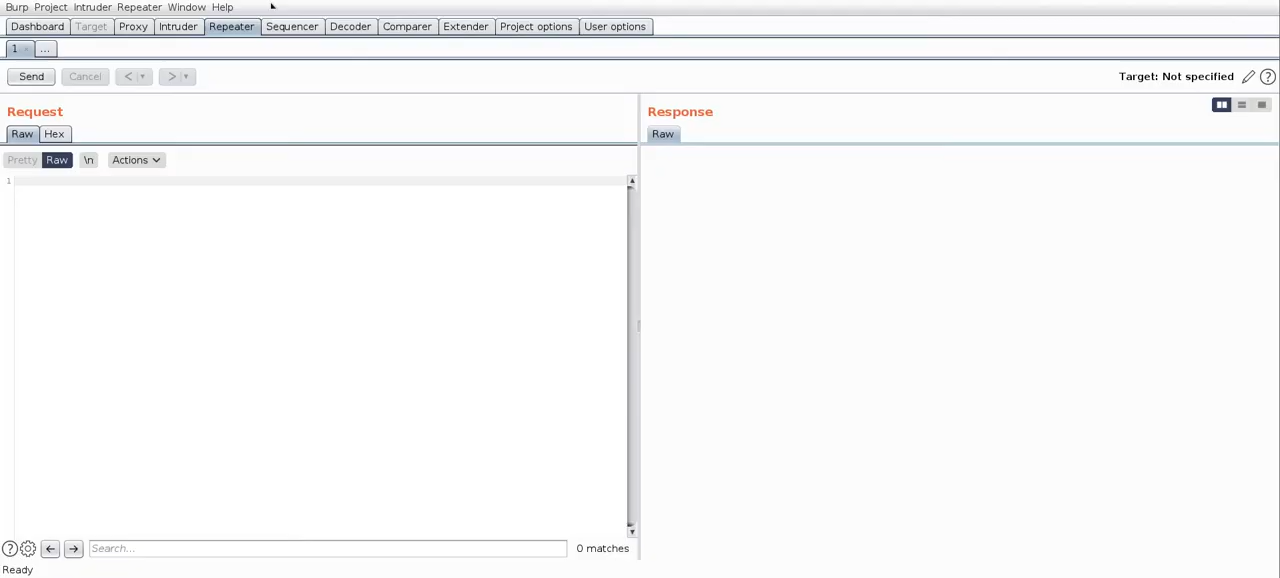 Burp Project Intruder Repeater Window Help
Dashboard Target Proxy Intruder Repeater Sequencer Decoder Comparer Extender Project options User options
1 × ...
Send Cancel < > Target: Not specified ?
Request Response
Raw Hex Raw
Pretty Raw \n Actions
1
? Search... 0 matches
Ready